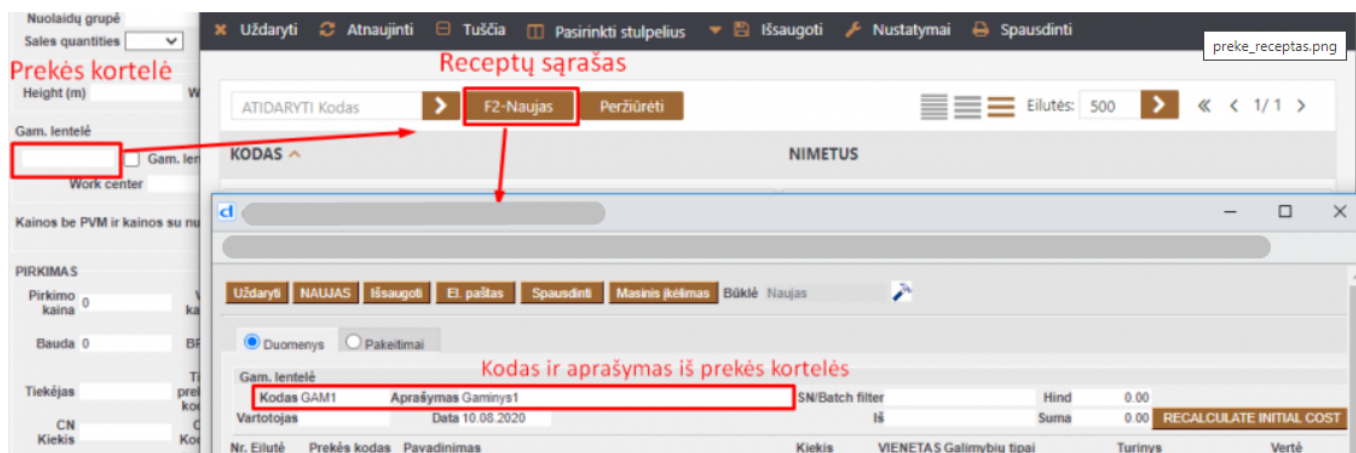 Nuolaidų grupė
Sales quantities
Prekės kortelė
Height (m) W
Gam. lentelė
Gam. len
Work center
Kainos be PVM ir kainos su nu
PIRKIMAS
Pirkimo kaina 0
ka
Bauda 0
Tiekėjas
CN Kiekis
Uždaryti Atnaujinti Tuščia Pasirinkti stulpelius Išsaugoti Nustatymai Spausdinti
preke_receptas.png
Receptų sąrašas
ATIDARYTI Kodas F2-Naujas Peržiūrėti Eilutės: 500 « < 1/ 1 >
KODAS NIMETUS
Uždaryti NAUJAS Išsaugoti El. paštas Spausdinti Masinis įkėlimas Būklė Naujas
Duomenys Pakeitimai
Kodas ir aprašymas iš prekės kortelės
Gam. lentelė
Kodas GAM1 Aprašymas Gaminys1 SN/Batch filter Hind 0.00
Vartotojas Data 10.08.2020 Iš Suma 0.00 RECALCULATE INITIAL COST
Nr. Eilutė Prekės kodas Pavadinimas Kiekis VIENETAS Galimybių tipai Turinys Vertė